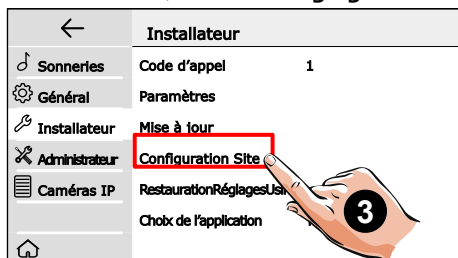 Installateur
Sonneries
Général
Installateur
Administrateur
Caméras IP
Code d'appel 1
Paramètres
Mise à jour
Configuration Site
RestaurationRéglagesUsi
Choix de l'application
3